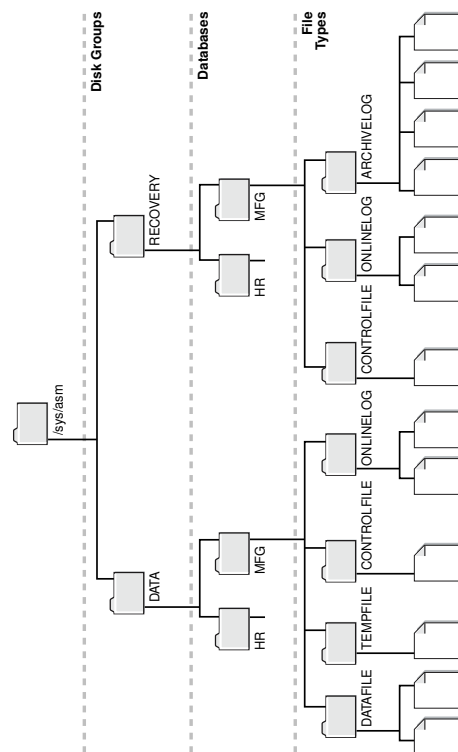 /sys/asm
Disk Groups
DATA
RECOVERY
Databases
HR
MFG
HR
MFG
File
Types
DATAFILE
TEMPFILE
CONTROLFILE
ONLINELOG
CONTROLFILE
ONLINELOG
ARCHIVELOG